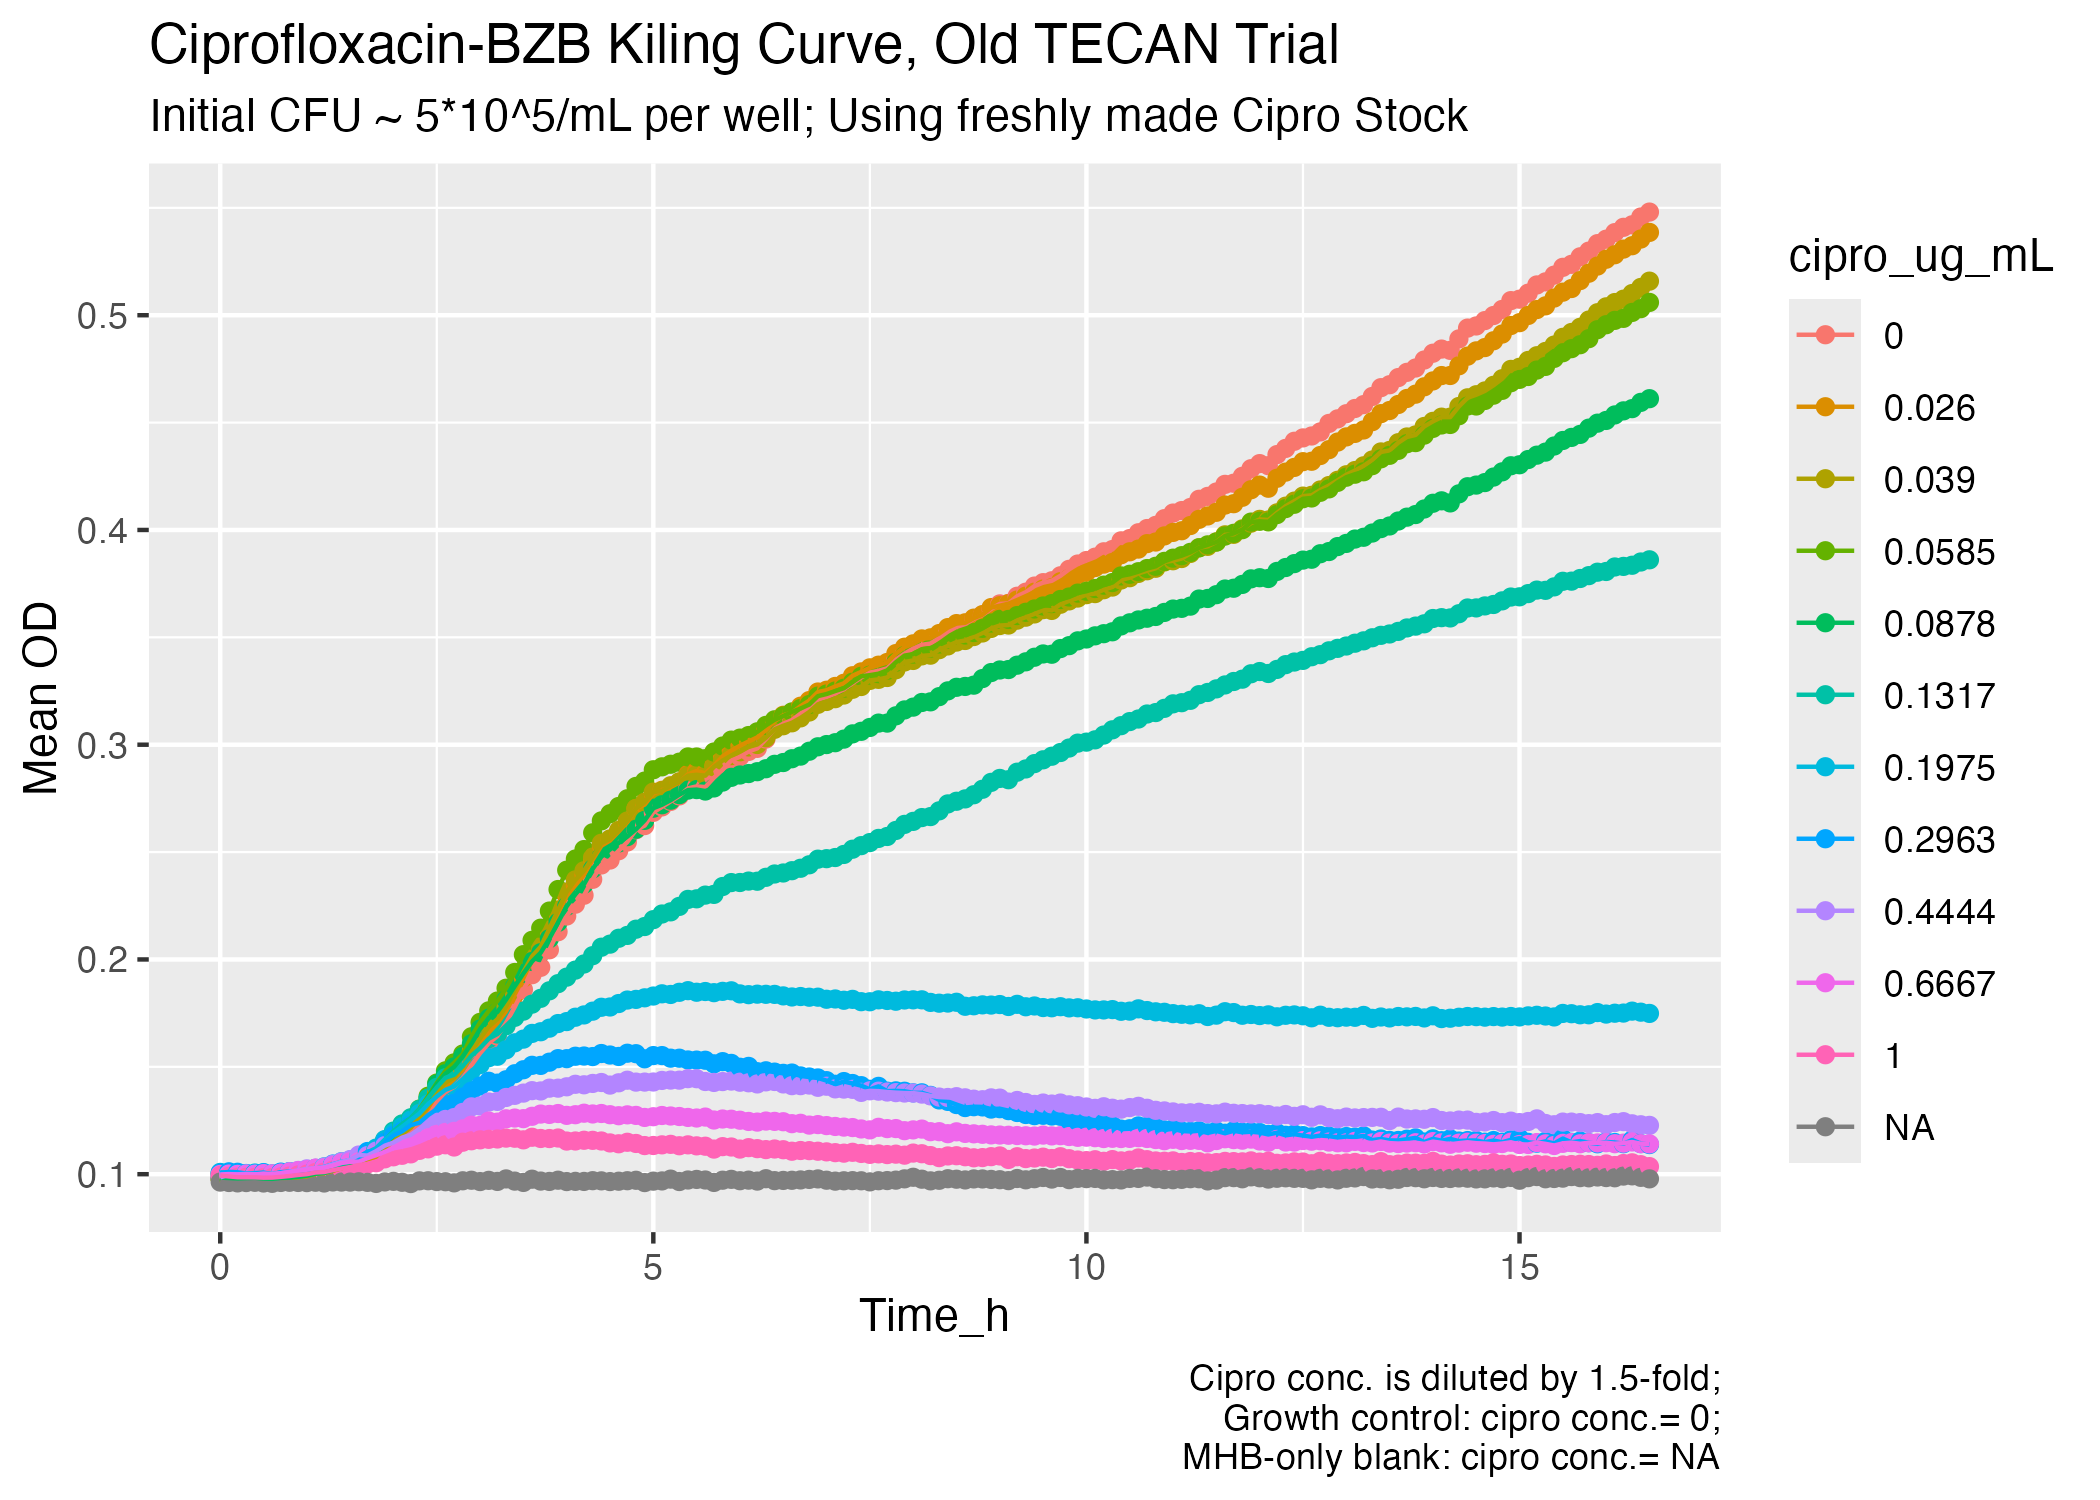 Ciprofloxacin-BZB Kiling Curve, Old TECAN Trial
Initial CFU ~ 5*10^5/mL per well; Using freshly made Cipro Stock
Mean OD
0.5
0.4
0.3
0.2
0.1
0
5
10
15
Time_h
cipro_ug_mL
0
0.026
0.039
0.0585
0.0878
0.1317
0.1975
0.2963
0.4444
0.6667
1
NA
Cipro conc. is diluted by 1.5-fold;
Growth control: cipro conc.= 0;
MHB-only blank: cipro conc.= NA